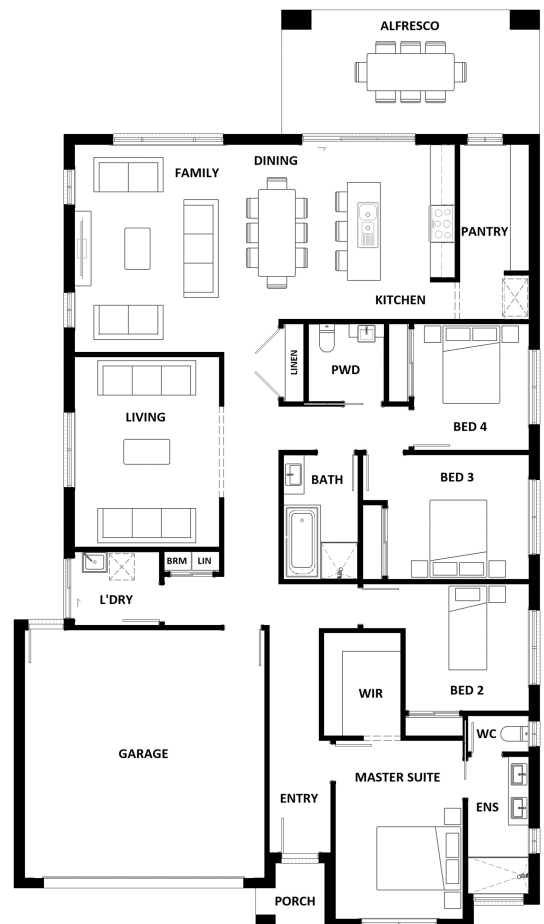 ALFRESCO
DINING
FAMILY
PANTRY
KITCHEN
LINEN
PWD
LIVING
BED 4
BATH
BED 3
BRM LIN
L'DRY
BED 2
WIR
WC
GARAGE
MASTER SUITE
ENTRY
ENS
PORCH